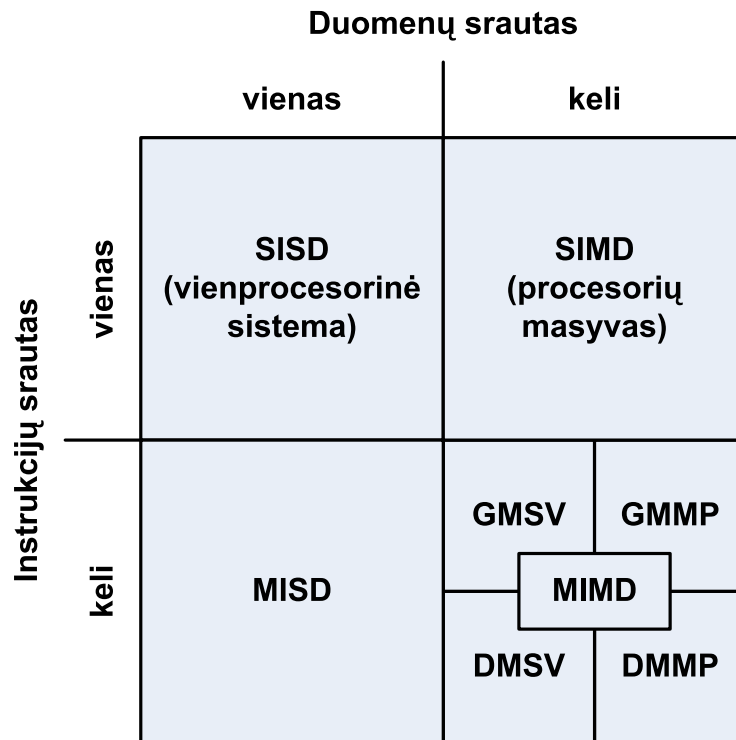 Duomenų srautas
vienas
keli
Instrukcijų srautas
vienas
SISD
(vienprocesorinė
sistema)
SIMD
(procesorių
masyvas)
keli
MISD
GMSV
GMMP
MIMD
DMSV
DMMP